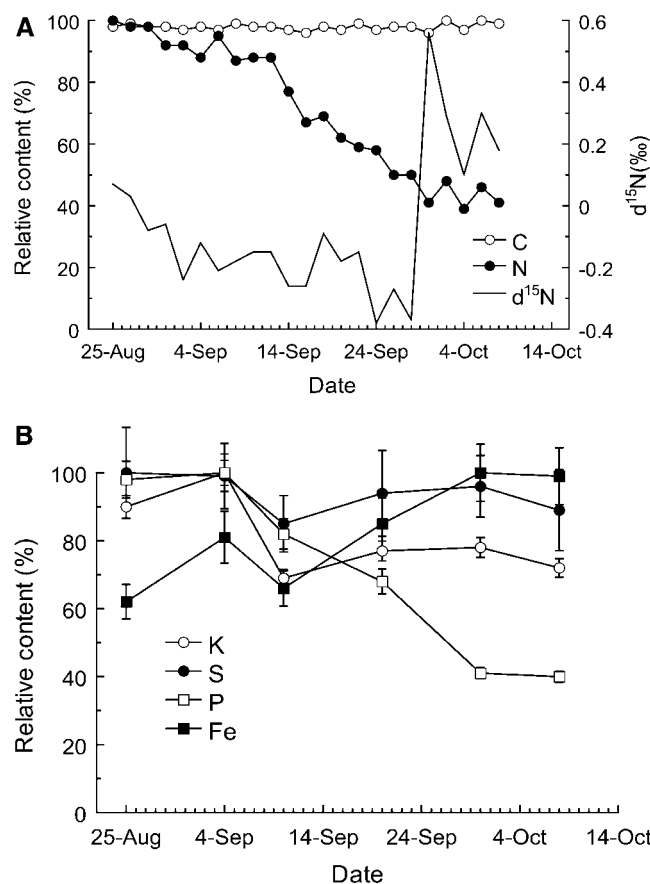 A
Relative content (%)
100
80
60
40
20
0
0.6
0.4
0.2
0
-0.2
-0.4
d¹⁵N(‰)
C
N
d¹⁵N
25-Aug 4-Sep 14-Sep 24-Sep 4-Oct 14-Oct
Date
B
Relative content (%)
100
80
60
40
20
0
K
S
P
Fe
25-Aug 4-Sep 14-Sep 24-Sep 4-Oct 14-Oct
Date